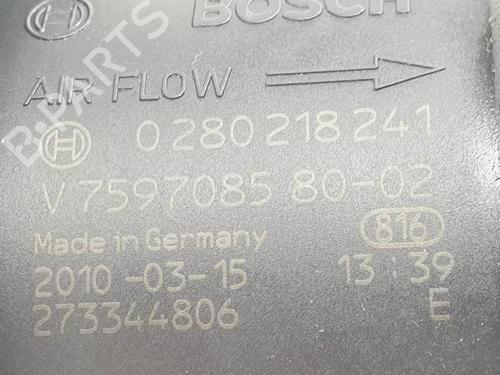 BOSCH
AIR FLOW
0 280 218 241
V 7597085 80-02
Made in Germany
816
2010-03-15
13:39
273344806
E
B-PARTS